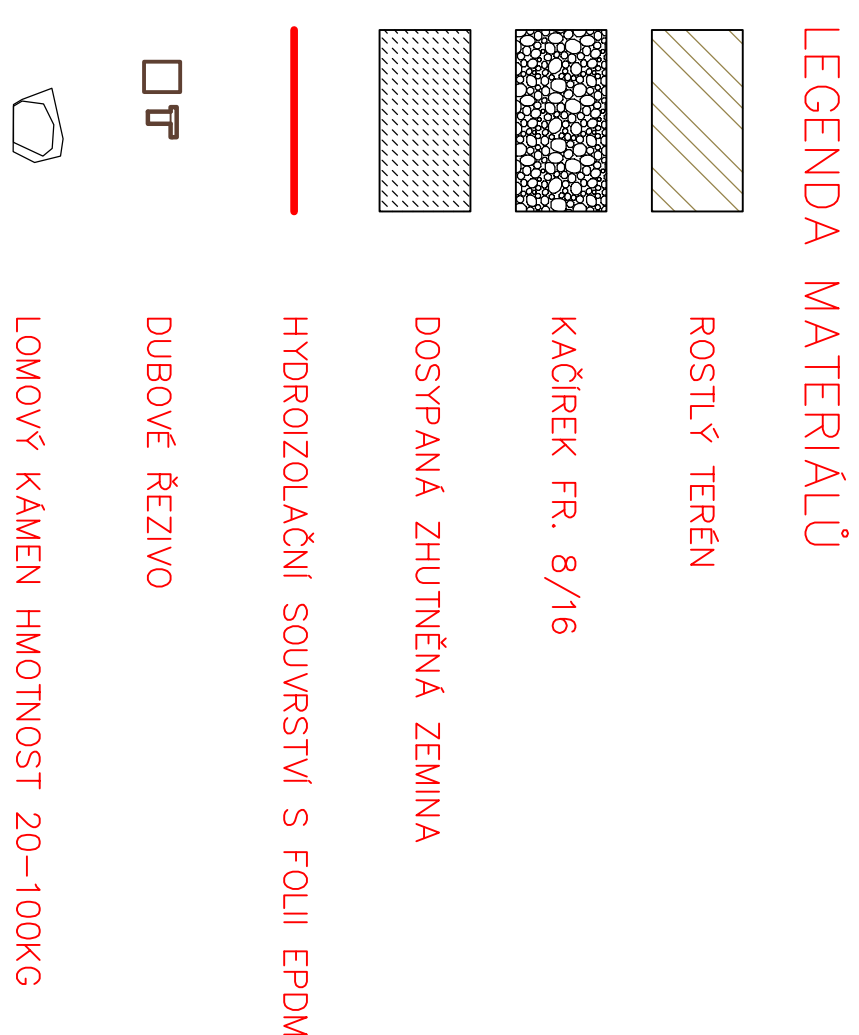 LEGENDA MATERIÁLŮ
ROSTLÝ TERÉN
KAČÍREK FR. 8/16
DOSYPANÁ ZHUTNĚNÁ ZEMINA
HYDROIZOLAČNÍ SOUVRSTVÍ S FOLII EPDM
DUBOVÉ ŘEZIVO
LOMOVÝ KÁMEN HMOTNOST 20-100KG